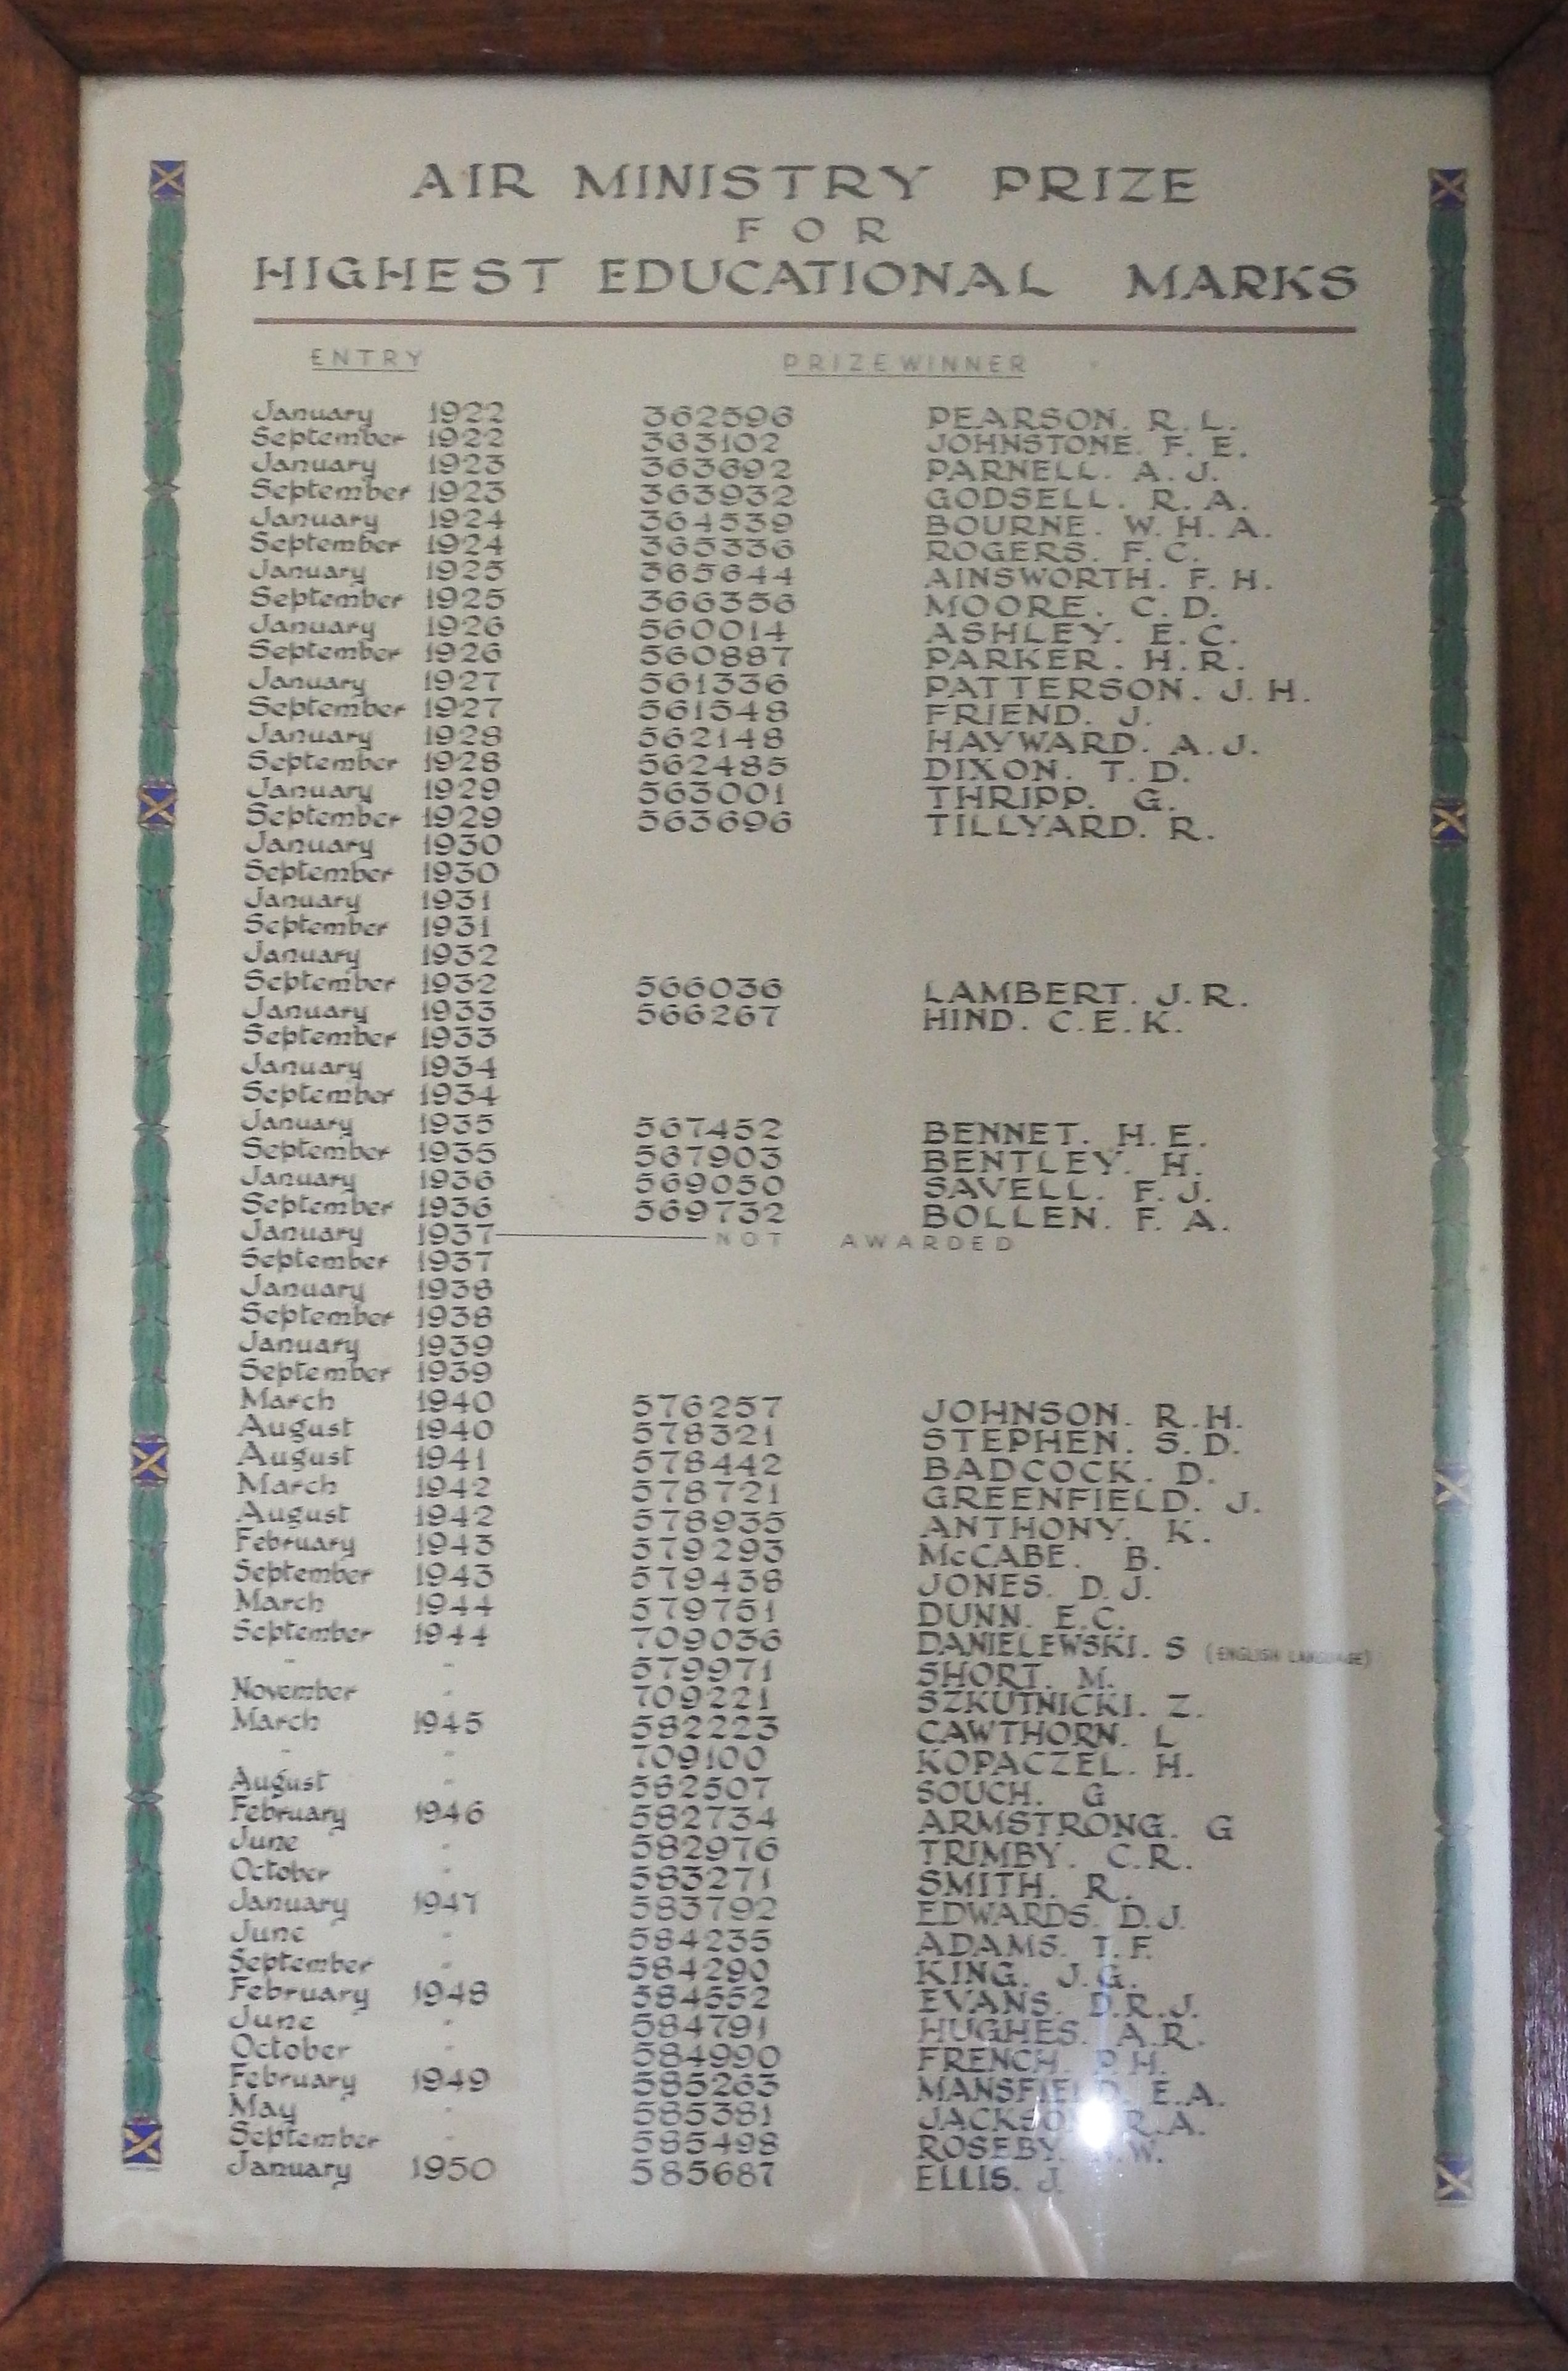 AIR MINISTRY PRIZE
FOR
HIGHEST EDUCATIONAL MARKS
ENTRY PRIZEWINNER
January 1922 362596 PEARSON. R. L.
September 1922 363102 JOHNSTONE. F. E.
January 1923 363692 PARNELL. A. J.
September 1923 363932 GODSELL. R. A.
January 1924 364539 BOURNE. W. H. A.
September 1924 365336 ROGERS. F. C.
January 1925 365644 AINSWORTH. F. H.
September 1925 366356 MOORE. C. D.
January 1926 560014 ASHLEY. E. C.
September 1926 560887 PARKER. H. R.
January 1927 561336 PATTERSON. J. H.
September 1927 561548 FRIEND. J.
January 1928 562148 HAYWARD. A. J.
September 1928 562485 DIXON. T. D.
January 1929 563001 THRIPP. G.
September 1929 563696 TILLYARD. R.
January 1930
September 1930
January 1931
September 1931
January 1932
September 1932 566036 LAMBERT. J. R.
January 1933 566267 HIND. C. E. K.
September 1933
January 1934
September 1934
January 1935 567452 BENNET. H. E.
September 1935 567903 BENTLEY. H.
January 1936 569050 SAVELL. F. J.
September 1936 569732 BOLLEN. F. A.
January 1937 NOT AWARDED
September 1937
January 1938
September 1938
January 1939
September 1939
March 1940 576257 JOHNSON. R. H.
August 1940 578321 STEPHEN. S. D.
August 1941 578442 BADCOCK. D.
March 1942 578721 GREENFIELD. J.
August 1942 578935 ANTHONY. K.
February 1943 579293 McCABE. B.
September 1943 579438 JONES. D. J.
March 1944 579751 DUNN. E. C.
September 1944 709036 DANIELEWSKI. S (ENGLISH LANGUAGE)
" " 579971 SHORT. M.
November " 709221 SZKUTNICKI. Z.
March 1945 582223 CAWTHORN. L
" " 709100 KOPACZEL. H.
August " 582507 SOUCH. G
February 1946 582734 ARMSTRONG. G
June " 582976 TRIMBY. C. R.
October " 583271 SMITH. R.
January 1947 583792 EDWARDS. D. J.
June " 584235 ADAMS. T. F.
September " 584290 KING. J. G.
February 1948 584552 EVANS. D. R. J.
June " 584791 HUGHES. A. R.
October " 584990 FRENCH. P. H.
February 1949 585263 MANSFIELD. E. A.
May " 585381 JACKSON R. A.
September " 585498 ROSEBY. W.
January 1950 585687 ELLIS. J